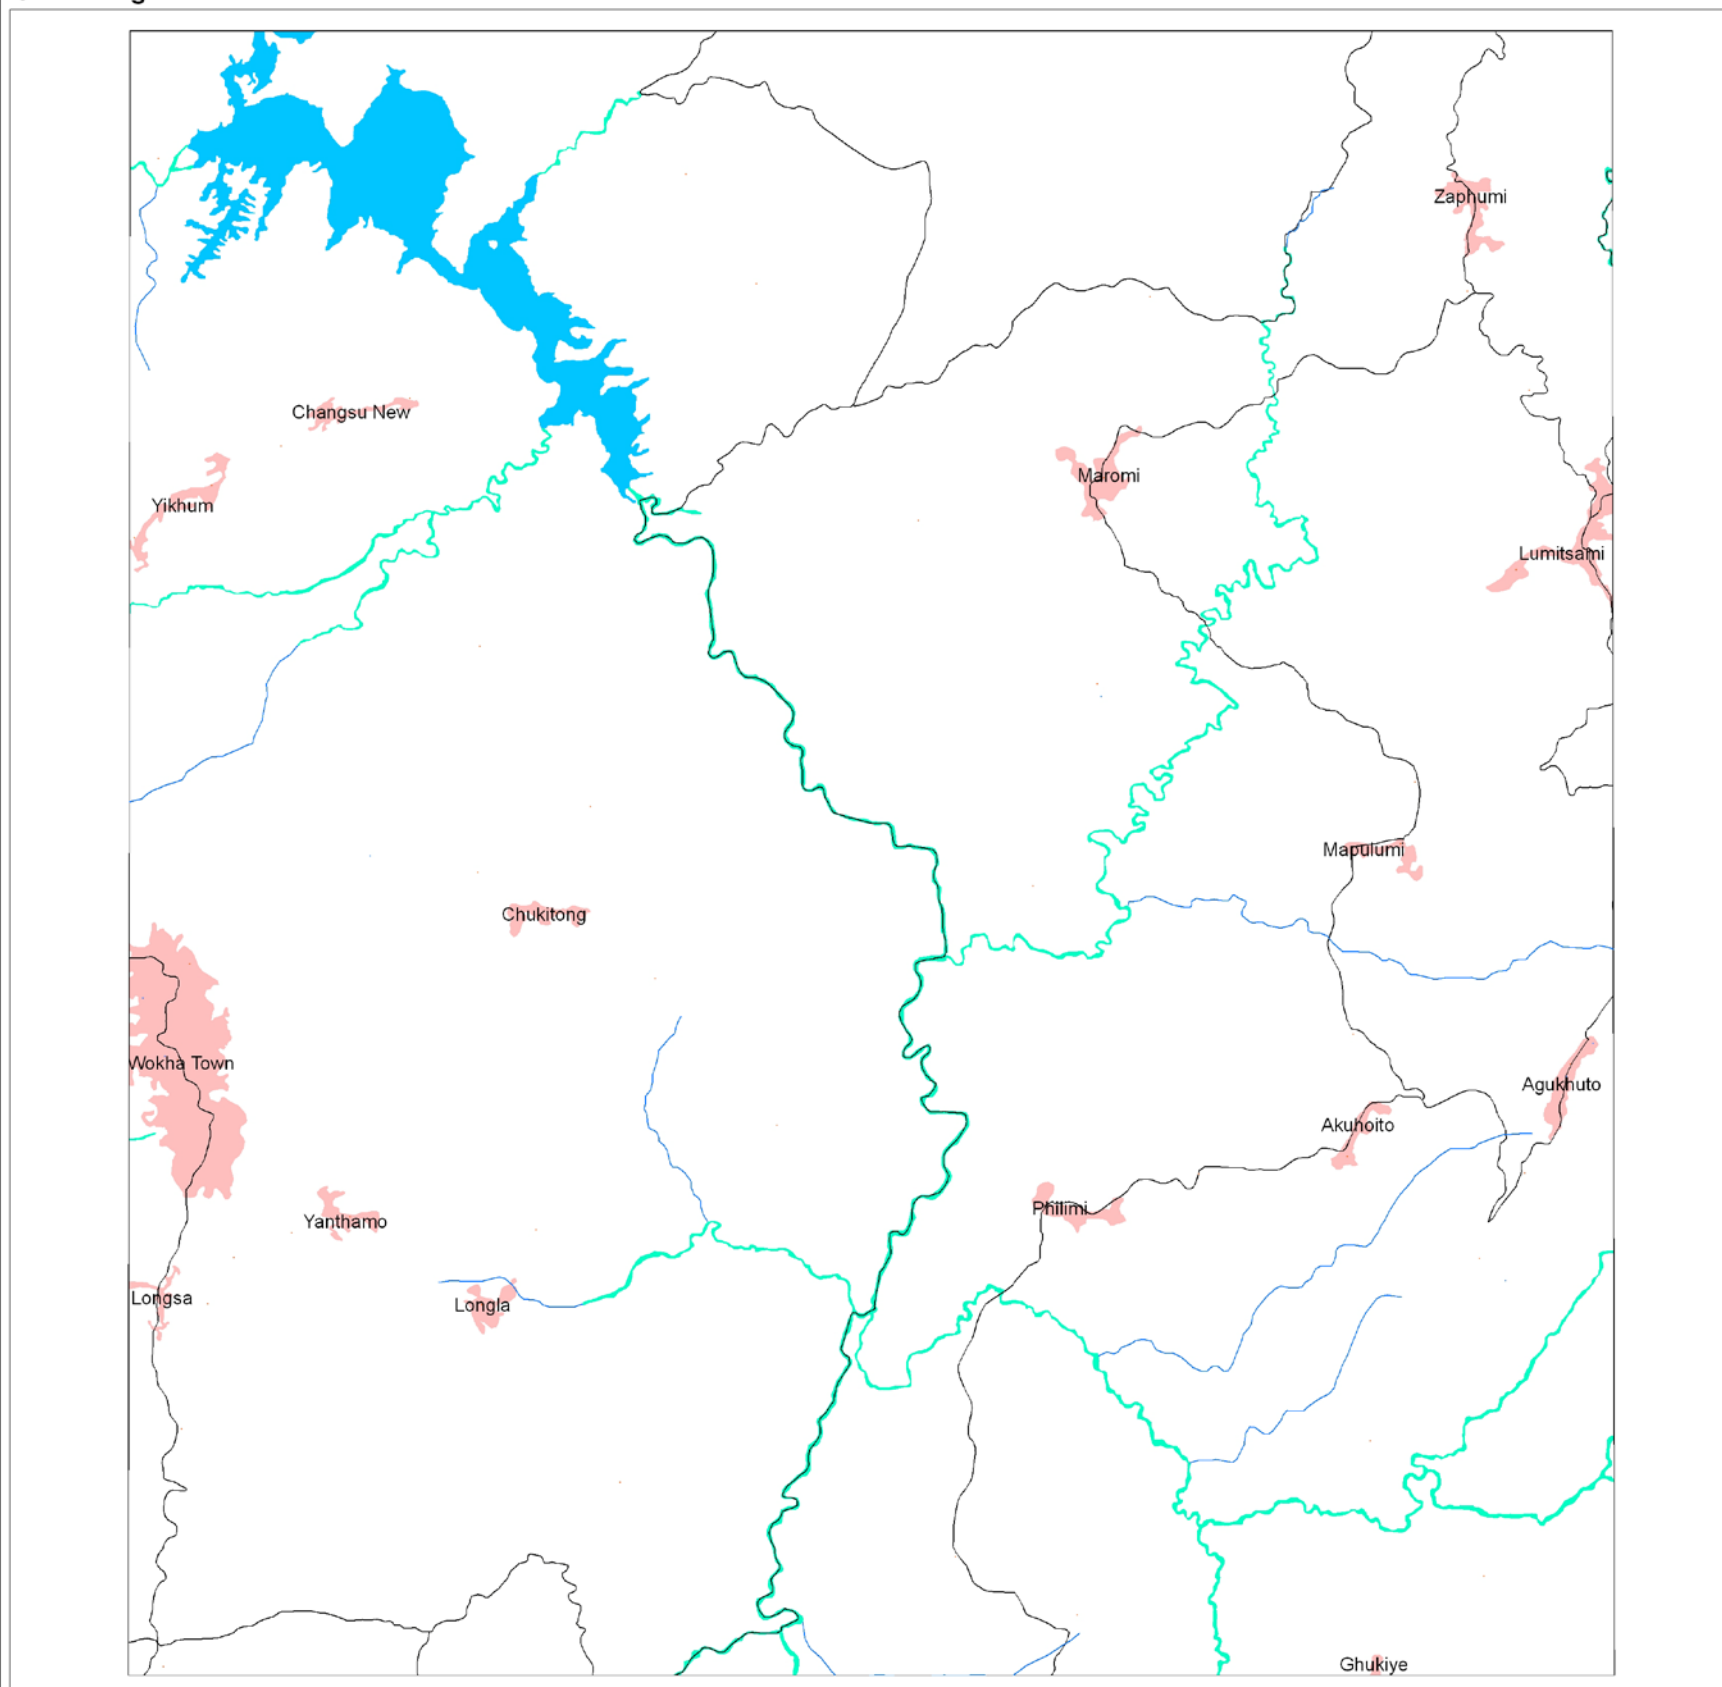 Zaphumi
Changsu New
Maromi
Yikhum
Lumitsami
Mapulumi
Chukitong
Wokha Town
Agukhuto
Akuhoito
Philimi
Yanthamo
Longsa
Longla
Ghukiye